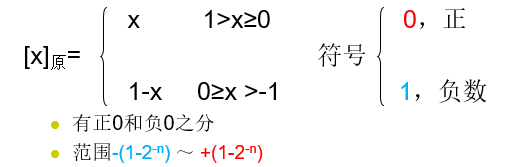 x 1>x≥0
[x]原= 符号 0，正
1-x 0≥x >-1 1，负数
有正0和负0之分
范围-(1-2⁻ⁿ) ～ +(1-2⁻ⁿ)